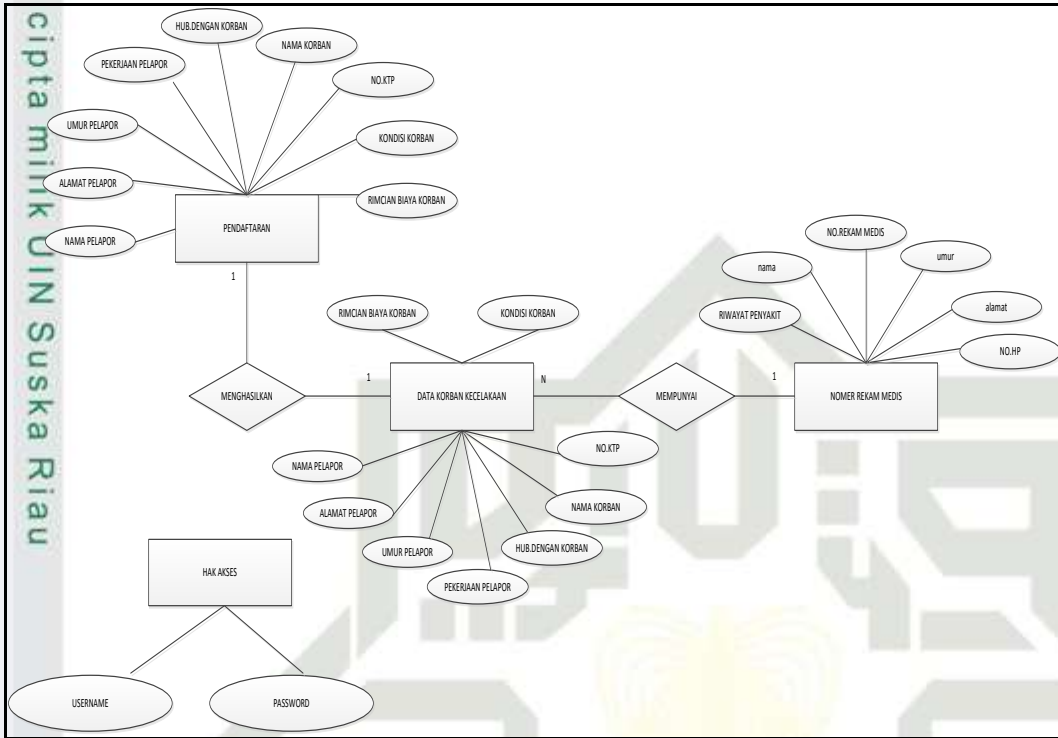 cipta milik UIN Suska Riau
HUB.DENGAN KORBAN
NAMA KORBAN
PEKERJAAN PELAPOR
NO.KTP
UMUR PELAPOR
KONDISI KORBAN
ALAMAT PELAPOR
RIMCIAN BIAYA KORBAN
NAMA PELAPOR
PENDAFTARAN
1
NO.REKAM MEDIS
nama
umur
RIWAYAT PENYAKIT
alamat
NO.HP
RIMCIAN BIAYA KORBAN
KONDISI KORBAN
MENGHASILKAN
1
DATA KORBAN KECELAKAAN
N
MEMPUNYAI
1
NOMER REKAM MEDIS
NAMA PELAPOR
NO.KTP
ALAMAT PELAPOR
NAMA KORBAN
UMUR PELAPOR
HUB.DENGAN KORBAN
PEKERJAAN PELAPOR
HAK AKSES
USERNAME
PASSWORD